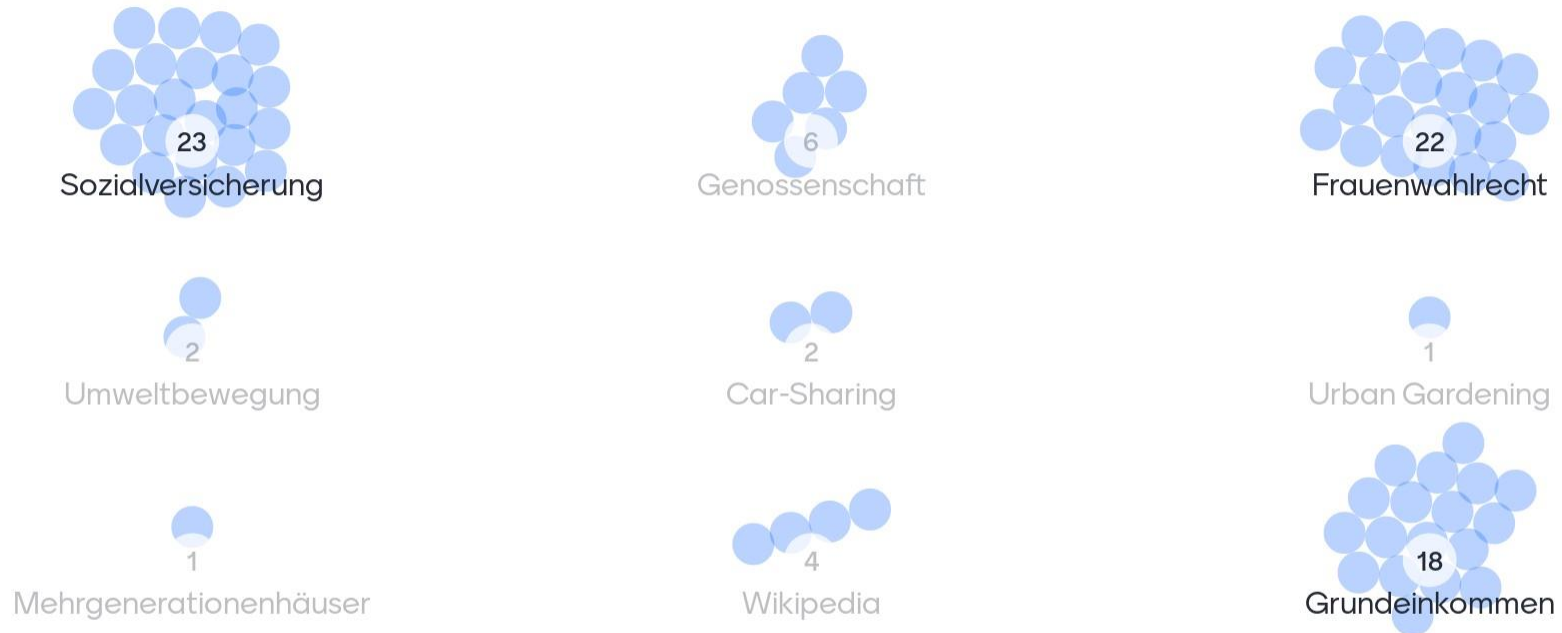 23
Sozialversicherung
6
Genossenschaft
22
Frauenwahlrecht
2
Umweltbewegung
2
Car-Sharing
1
Urban Gardening
1
Mehrgenerationenhäuser
4
Wikipedia
18
Grundeinkommen